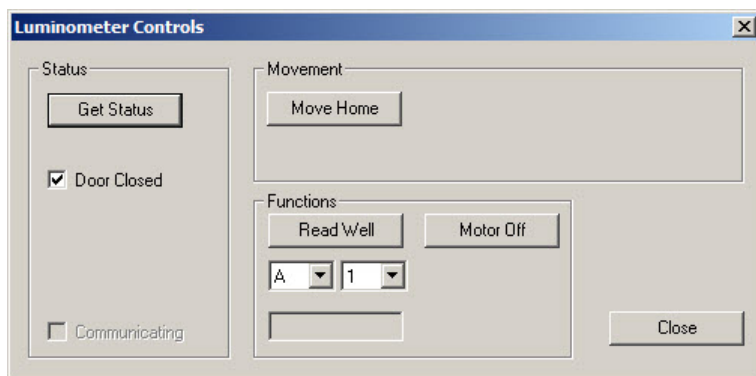 Luminometer Controls
Status
Get Status
Door Closed
Communicating
Movement
Move Home
Functions
Read Well
Motor Off
A
1
Close